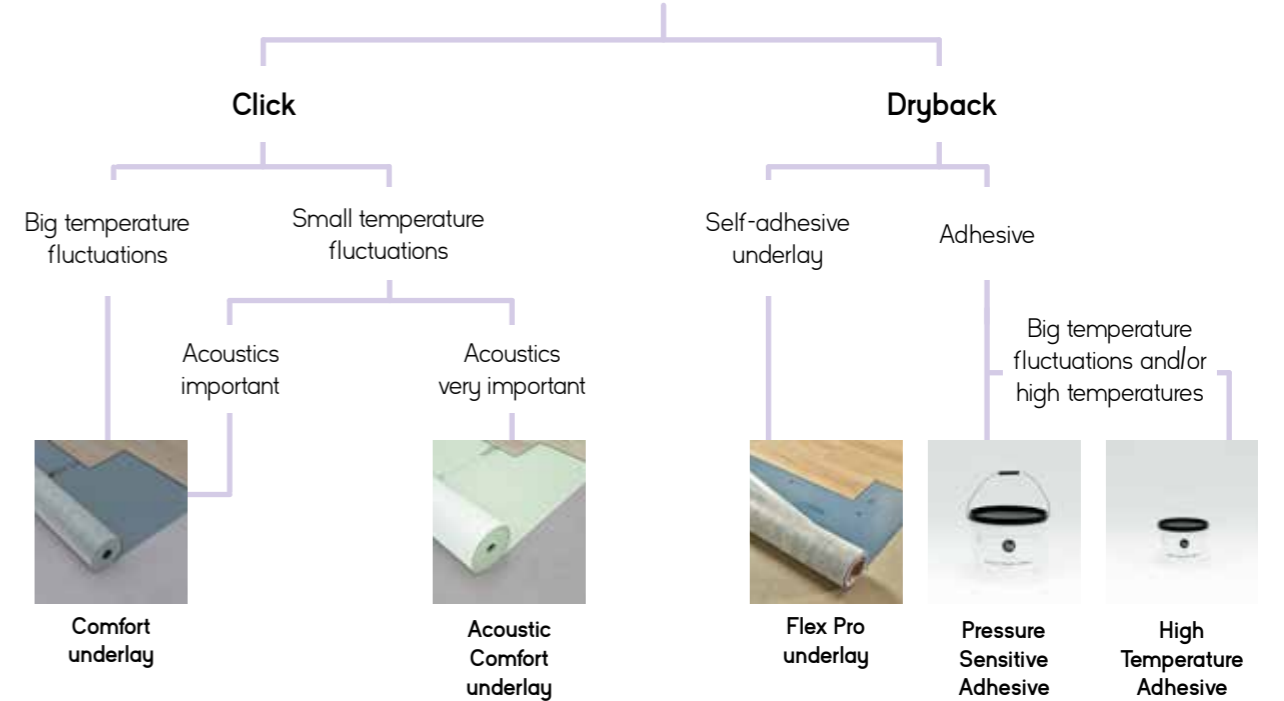 Click
Dryback
Big temperature
fluctuations
Small temperature
fluctuations
Self-adhesive
underlay
Adhesive
Acoustics
important
Acoustics
very important
Big temperature
fluctuations and/or
high temperatures
Comfort
underlay
Acoustic
Comfort
underlay
Flex Pro
underlay
Pressure
Sensitive
Adhesive
High
Temperature
Adhesive